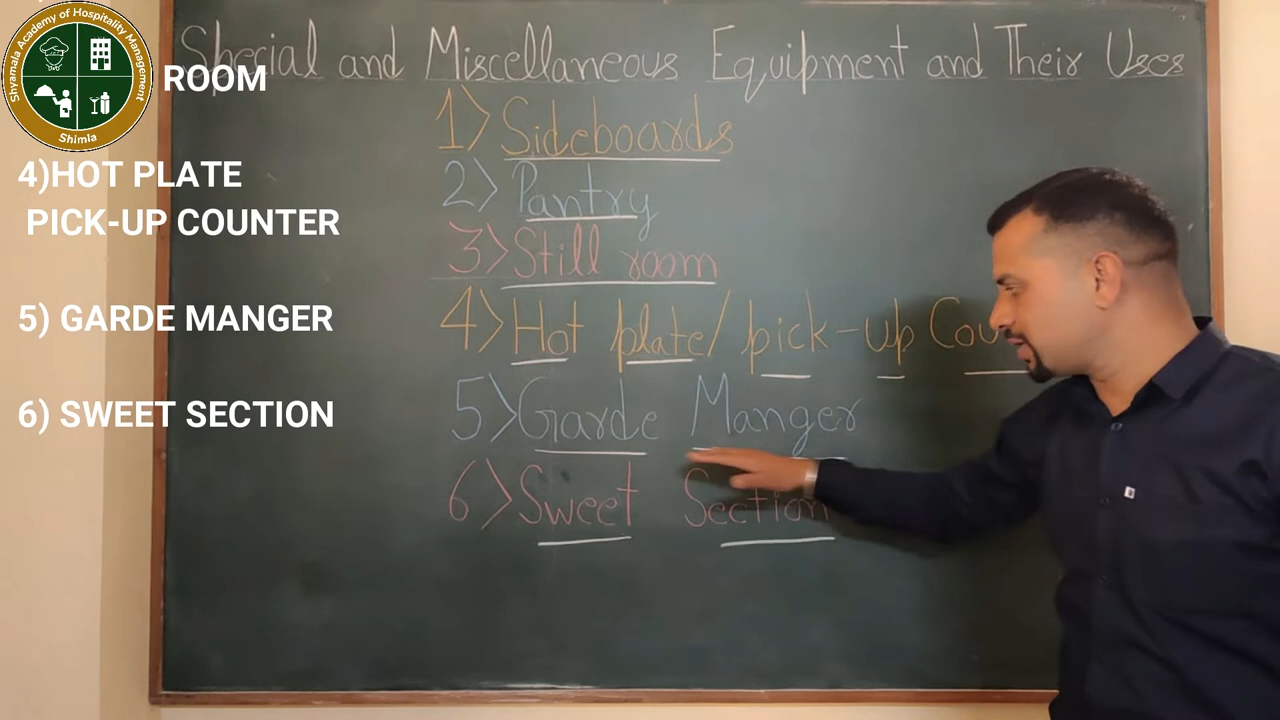 Shyamala Academy of Hospitality Management
Shimla
ROOM
4)HOT PLATE
PICK-UP COUNTER
5) GARDE MANGER
6) SWEET SECTION
Special and Miscellaneous Equipment and Their Uses
1) Sideboards
2) Pantry
3) Still room
4) Hot plate/ pick-up
5) Garde Manger
6) Sweet Section